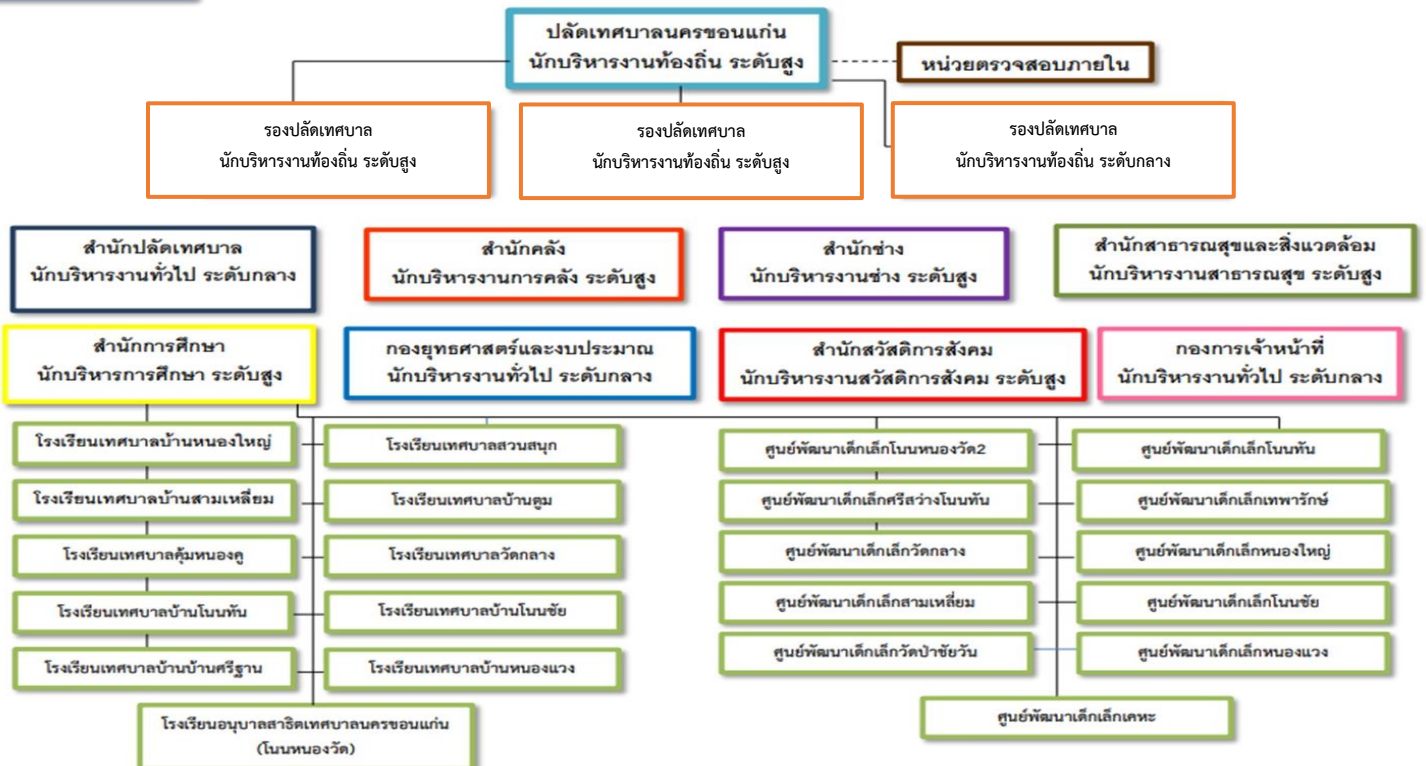 ปลัดเทศบาลนครขอนแก่น
นักบริหารงานท้องถิ่น ระดับสูง
หน่วยตรวจสอบภายใน
รองปลัดเทศบาล
นักบริหารงานท้องถิ่น ระดับสูง
รองปลัดเทศบาล
นักบริหารงานท้องถิ่น ระดับสูง
รองปลัดเทศบาล
นักบริหารงานท้องถิ่น ระดับกลาง
สำนักปลัดเทศบาล
นักบริหารงานทั่วไป ระดับกลาง
สำนักคลัง
นักบริหารงานการคลัง ระดับสูง
สำนักช่าง
นักบริหารงานช่าง ระดับสูง
สำนักสาธารณสุขและสิ่งแวดล้อม
นักบริหารงานสาธารณสุข ระดับสูง
สำนักการศึกษา
นักบริหารการศึกษา ระดับสูง
กองยุทธศาสตร์และงบประมาณ
นักบริหารงานทั่วไป ระดับกลาง
สำนักสวัสดิการสังคม
นักบริหารงานสวัสดิการสังคม ระดับสูง
กองการเจ้าหน้าที่
นักบริหารงานทั่วไป ระดับกลาง
โรงเรียนเทศบาลบ้านหนองใหญ่
โรงเรียนเทศบาลสวนสนุก
ศูนย์พัฒนาเด็กเล็กโนนหนองวัด2
ศูนย์พัฒนาเด็กเล็กโนนทัน
โรงเรียนเทศบาลบ้านสามเหลี่ยม
โรงเรียนเทศบาลบ้านตูม
ศูนย์พัฒนาเด็กเล็กศรีสว่างโนนทัน
ศูนย์พัฒนาเด็กเล็กเทพารักษ์
โรงเรียนเทศบาลคุ้มหนองคู
โรงเรียนเทศบาลวัดกลาง
ศูนย์พัฒนาเด็กเล็กวัดกลาง
ศูนย์พัฒนาเด็กเล็กหนองใหญ่
โรงเรียนเทศบาลบ้านโนนทัน
โรงเรียนเทศบาลบ้านโนนชัย
ศูนย์พัฒนาเด็กเล็กสามเหลี่ยม
ศูนย์พัฒนาเด็กเล็กโนนชัย
โรงเรียนเทศบาลบ้านบ้านศรีฐาน
โรงเรียนเทศบาลบ้านหนองแวง
ศูนย์พัฒนาเด็กเล็กวัดป่าชัยวัน
ศูนย์พัฒนาเด็กเล็กหนองแวง
โรงเรียนอนุบาลสาธิตเทศบาลนครขอนแก่น
(โนนหนองวัด)
ศูนย์พัฒนาเด็กเล็กเคหะ